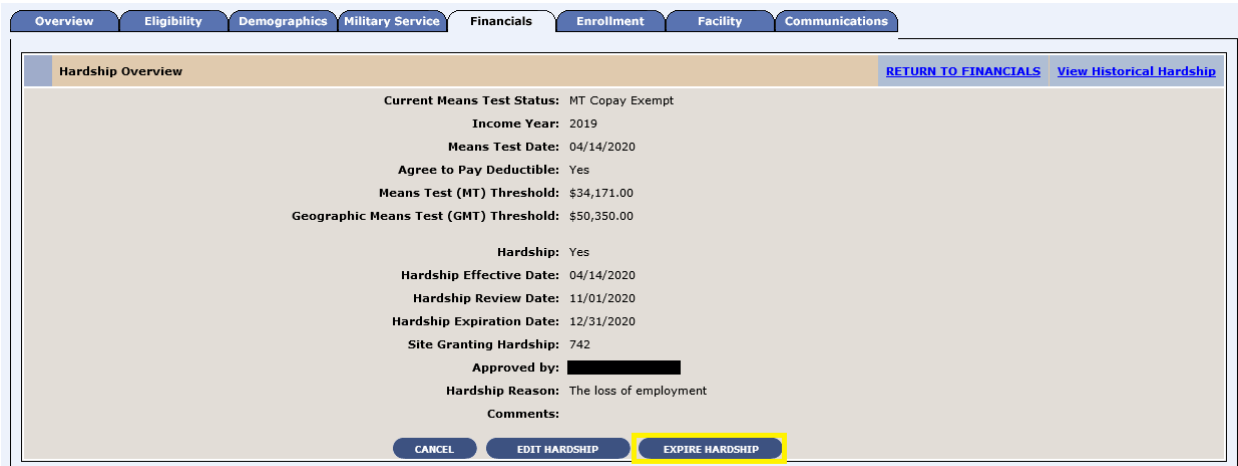 Overview Eligibility Demographics Military Service Financials Enrollment Facility Communications
Hardship Overview RETURN TO FINANCIALS View Historical Hardship
Current Means Test Status: MT Copay Exempt
Income Year: 2019
Means Test Date: 04/14/2020
Agree to Pay Deductible: Yes
Means Test (MT) Threshold: $34,171.00
Geographic Means Test (GMT) Threshold: $50,350.00
Hardship: Yes
Hardship Effective Date: 04/14/2020
Hardship Review Date: 11/01/2020
Hardship Expiration Date: 12/31/2020
Site Granting Hardship: 742
Approved by:
Hardship Reason: The loss of employment
Comments:
CANCEL EDIT HARDSHIP EXPIRE HARDSHIP